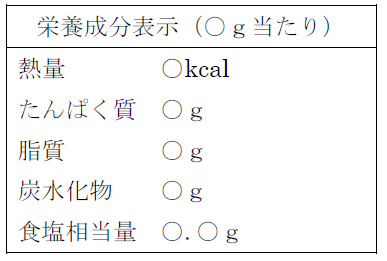 栄養成分表示（○ｇ当たり）
熱量 ○kcal
たんぱく質 ○ｇ
脂質 ○ｇ
炭水化物 ○ｇ
食塩相当量 ○.○ｇ